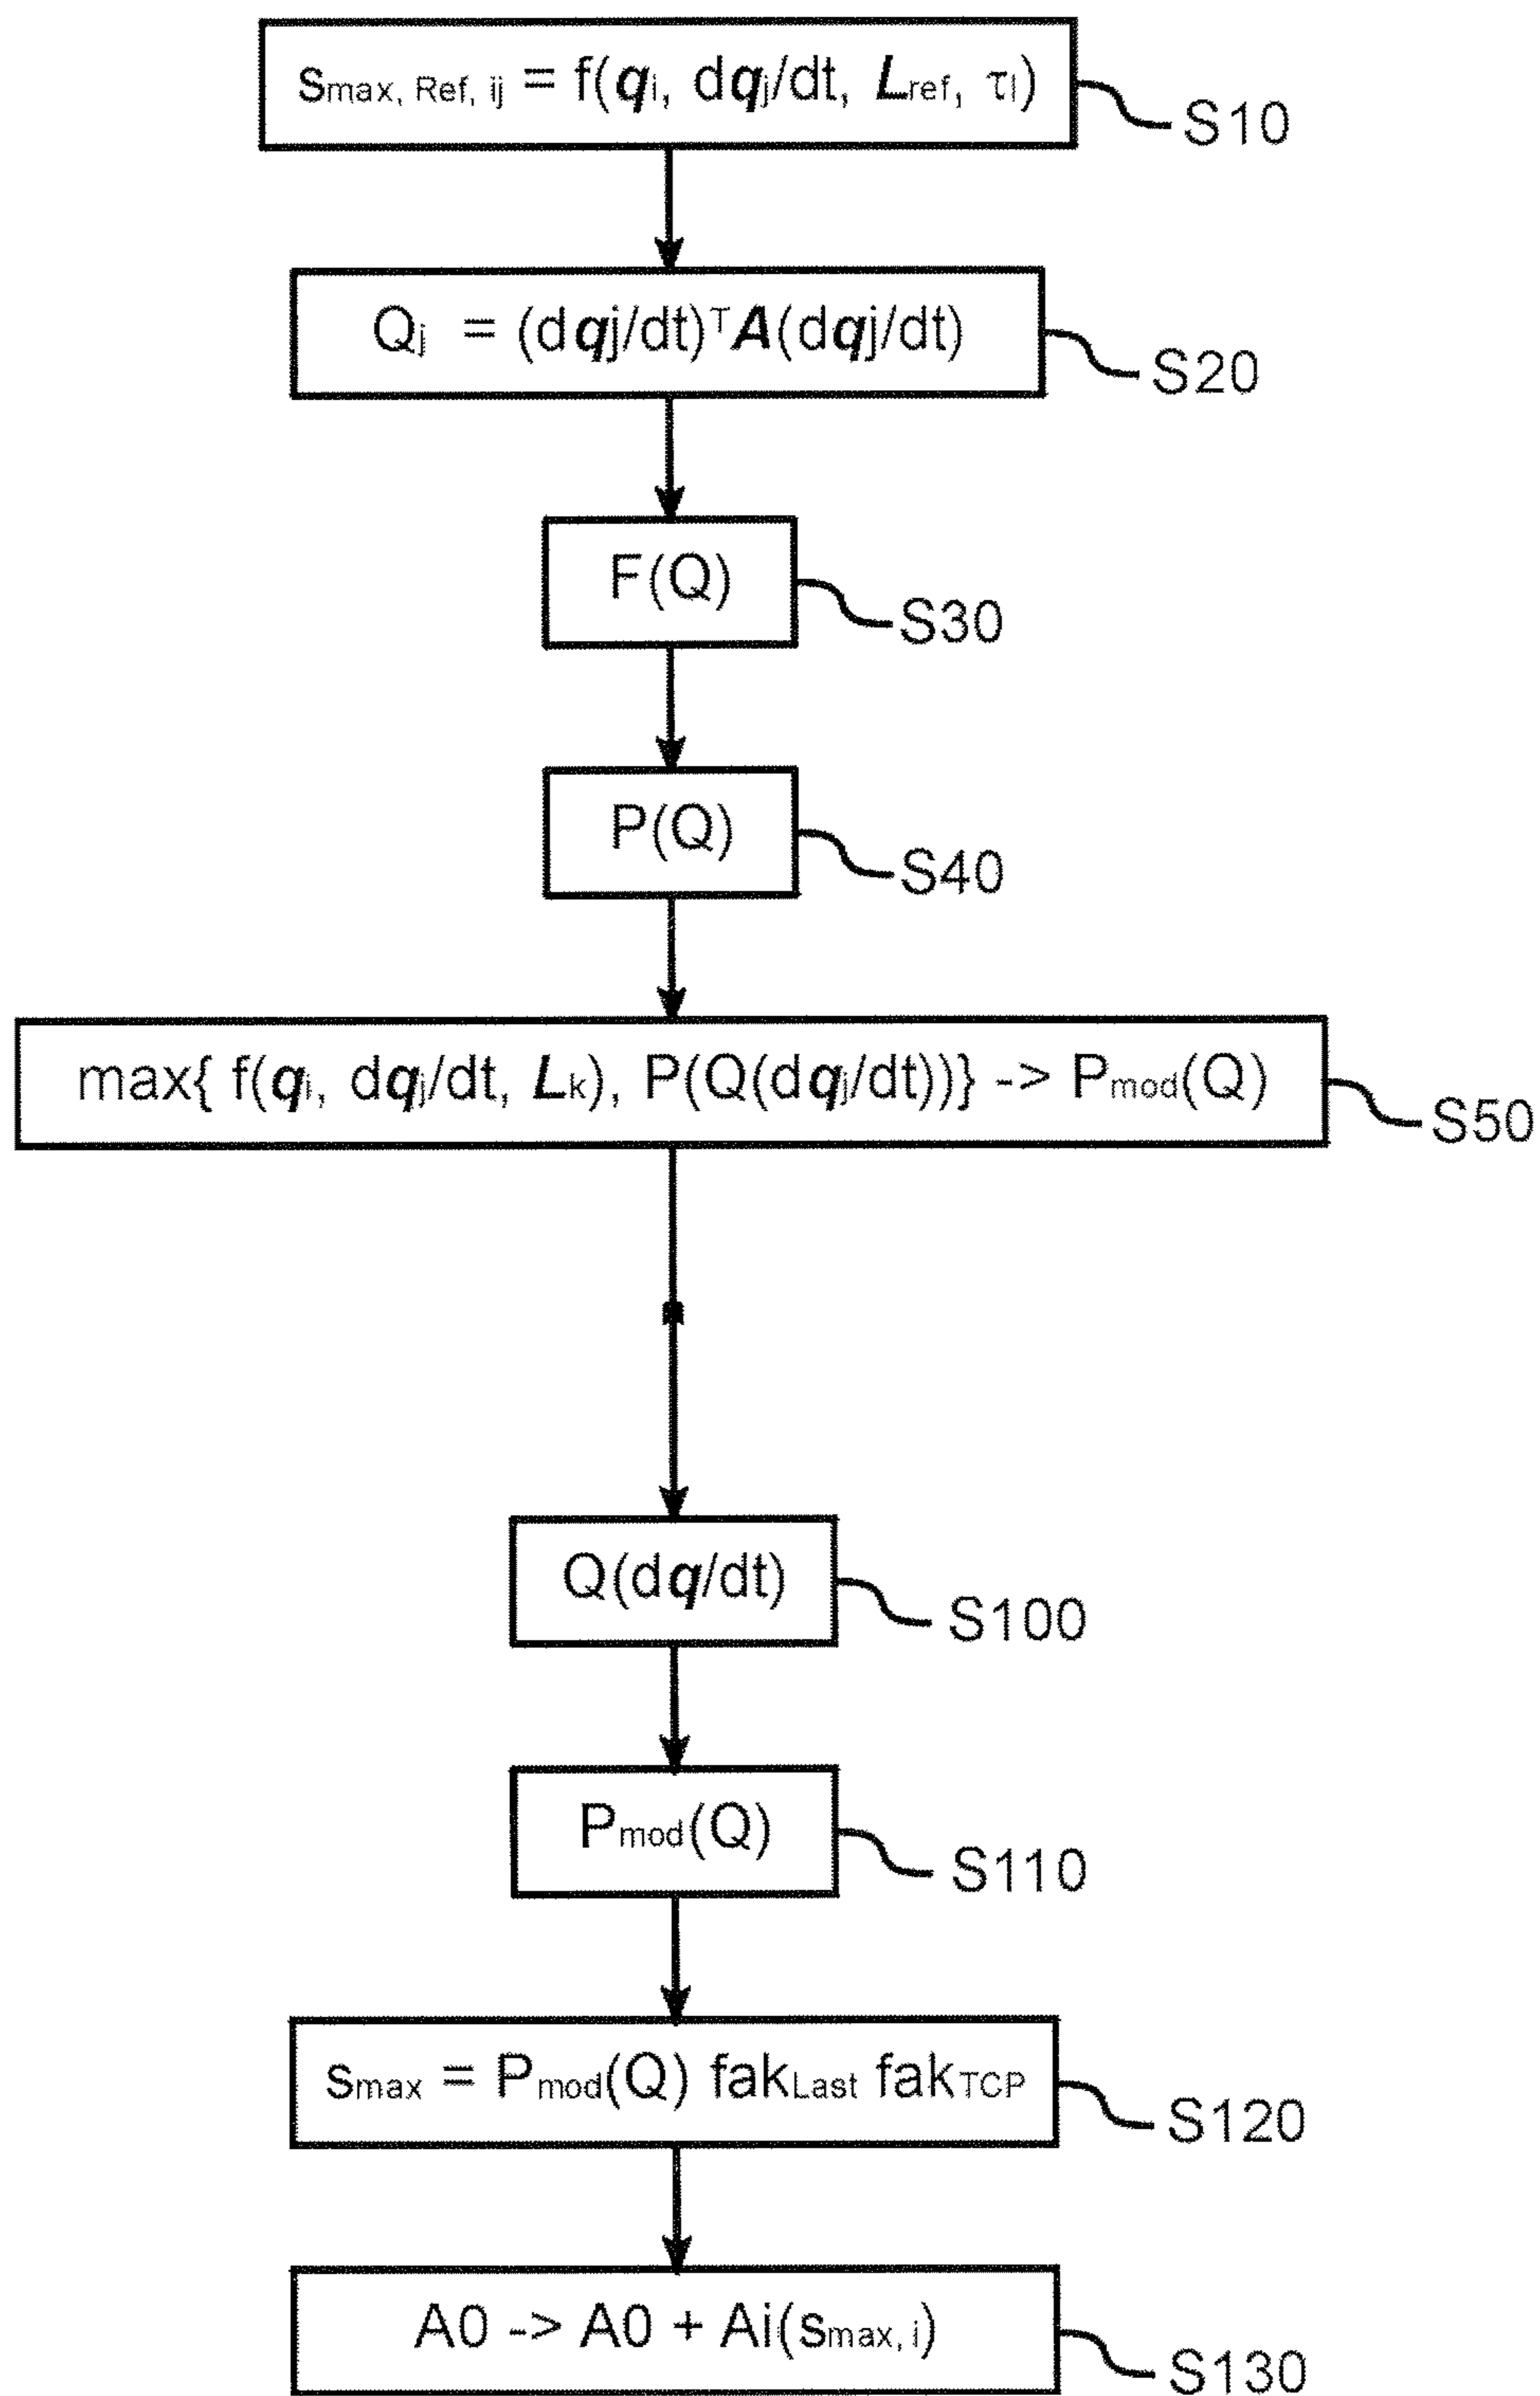 Smax, Ref, ij = f(qi, dqj/dt, Lref, τl)
S10
Qj = (dqj/dt)ᵀA(dqj/dt)
S20
F(Q)
S30
P(Q)
S40
max{ f(qi, dqj/dt, Lk), P(Q(dqj/dt))} -> Pmod(Q)
S50
Q(dq/dt)
S100
Pmod(Q)
S110
smax = Pmod(Q) fakLast fakTCP
S120
A0 -> A0 + Ai(smax, i)
S130